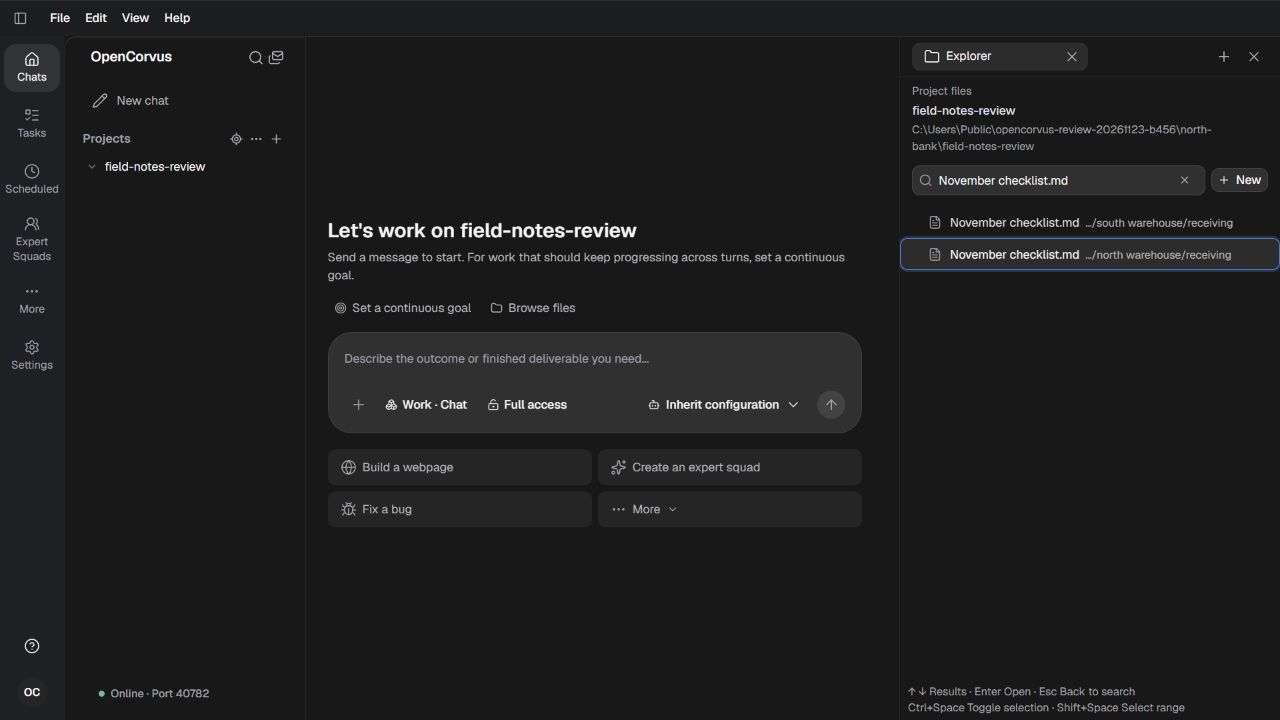 File Edit View Help
Chats
Tasks
Scheduled
Expert
Squads
More
Settings
OC
OpenCorvus
New chat
Projects
field-notes-review
Online · Port 40782
Let's work on field-notes-review
Send a message to start. For work that should keep progressing across turns, set a continuous
goal.
Set a continuous goal Browse files
Describe the outcome or finished deliverable you need...
Work · Chat Full access Inherit configuration
Build a webpage Create an expert squad
Fix a bug More
Explorer
Project files
field-notes-review
C:\Users\Public\opencorvus-review-20261123-b456\north-
bank\field-notes-review
November checklist.md New
November checklist.md .../south warehouse/receiving
November checklist.md .../north warehouse/receiving
↑↓ Results · Enter Open · Esc Back to search
Ctrl+Space Toggle selection · Shift+Space Select range